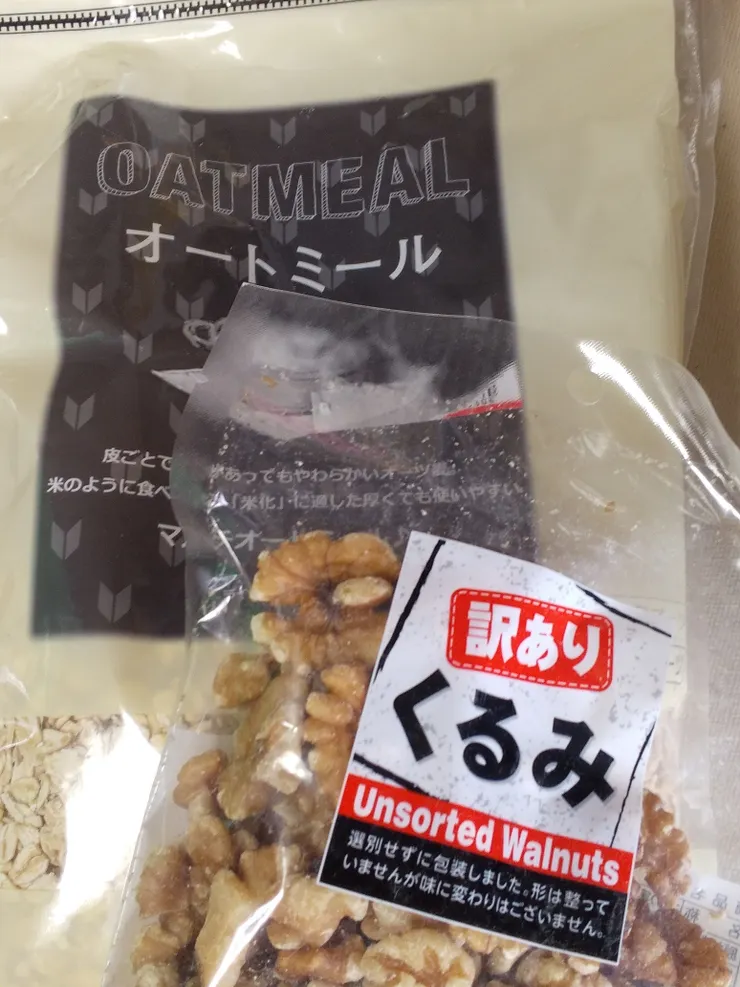 OATMEAL
オートミール
皮ごとで
あってもやわらかいオーツ麦
米のように食べ
「米化」に適した厚くても使いやすい
訳あり
くるみ
Unsorted Walnuts
選別せずに包装しました。形は整って
いませんが味に変わりはございません。